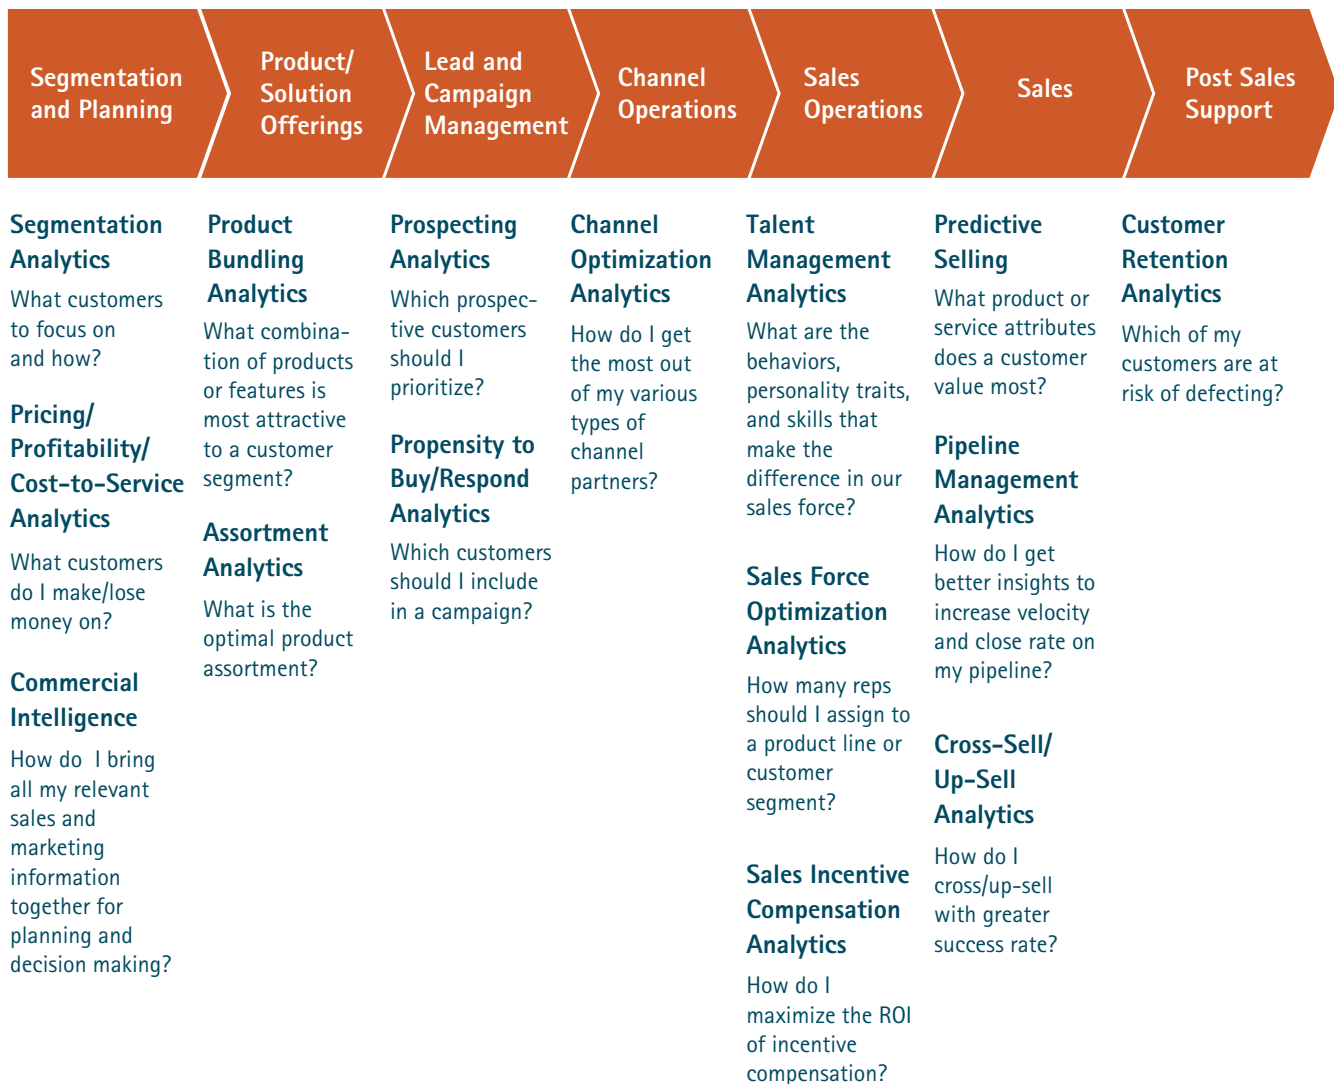 Segmentation
and Planning
Product/
Solution
Offerings
Lead and
Campaign
Management
Channel
Operations
Sales
Operations
Sales
Post Sales
Support
Segmentation
Analytics
What customers
to focus on
and how?
Pricing/
Profitability/
Cost-to-Service
Analytics
What customers
do I make/lose
money on?
Commercial
Intelligence
How do  I bring
all my relevant
sales and
marketing
information
together for
planning and
decision making?
Product
Bundling
Analytics
What combina-
tion of products
or features is
most attractive
to a customer
segment?
Assortment
Analytics
What is the
optimal product
assortment?
Prospecting
Analytics
Which prospec-
tive customers
should I
prioritize?
Propensity to
Buy/Respond
Analytics
Which customers
should I include
in a campaign?
Channel
Optimization
Analytics
How do I get
the most out
of my various
types of
channel
partners?
Talent
Management
Analytics
What are the
behaviors,
personality traits,
and skills that
make the
difference in our
sales force?
Sales Force
Optimization
Analytics
How many reps
should I assign to
a product line or
customer
segment?
Sales Incentive
Compensation
Analytics
How do I
maximize the ROI
of incentive
compensation?
Predictive
Selling
What product or
service attributes
does a customer
value most?
Pipeline
Management
Analytics
How do I get
better insights to
increase velocity
and close rate on
my pipeline?
Cross-Sell/
Up-Sell
Analytics
How do I
cross/up-sell
with greater
success rate?
Customer
Retention
Analytics
Which of my
customers are at
risk of defecting?